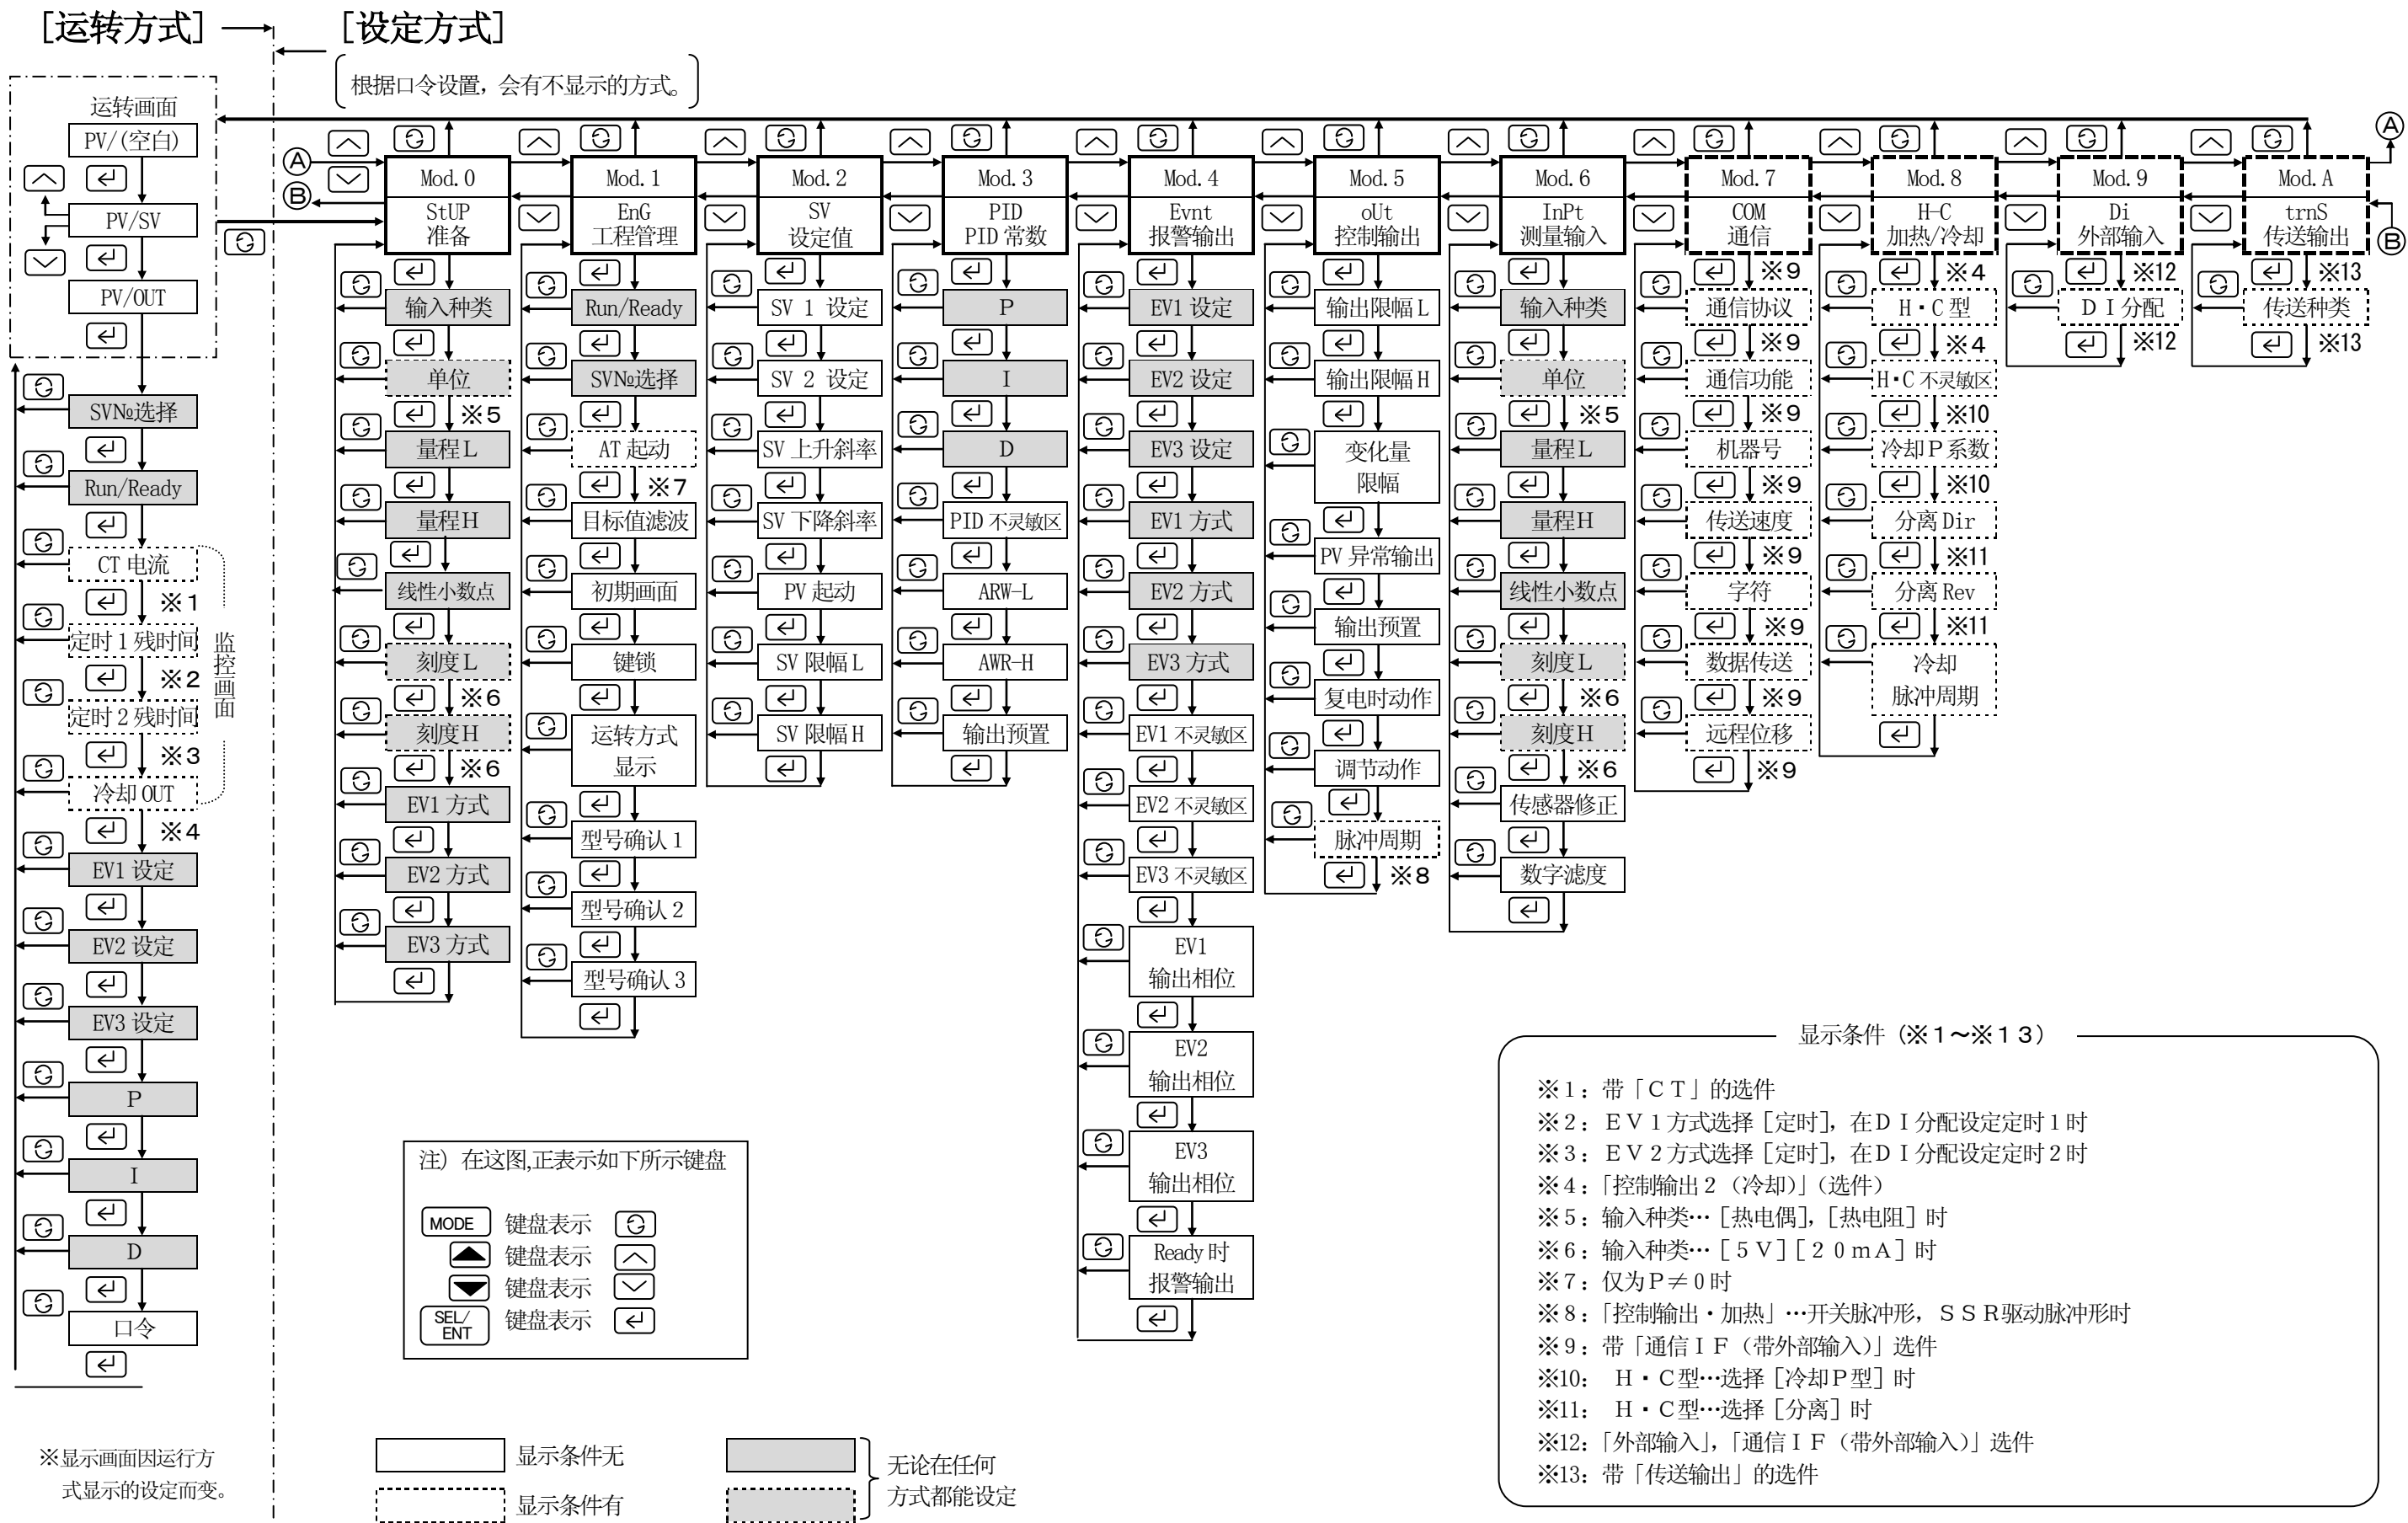 [运转方式]
[设定方式]
根据口令设置，会有不显示的方式。
运转画面
PV/(空白)
PV/SV
PV/OUT
SV№选择
Run/Ready
CT 电流
※1
定时 1 残时间
※2
定时 2 残时间
※3
冷却 OUT
※4
监控画面
EV1 设定
EV2 设定
EV3 设定
P
I
D
口令
※显示画面因运行方
式显示的设定而变。
Ⓐ
Ⓑ
Mod. 0
StUP
准备
输入种类
单位
※5
量程 L
量程 H
线性小数点
刻度 L
※6
刻度 H
※6
EV1 方式
EV2 方式
EV3 方式
Mod. 1
EnG
工程管理
Run/Ready
SV№选择
AT 起动
※7
目标值滤波
初期画面
键锁
运转方式
显示
型号确认 1
型号确认 2
型号确认 3
Mod. 2
SV
设定值
SV 1 设定
SV 2 设定
SV 上升斜率
SV 下降斜率
PV 起动
SV 限幅 L
SV 限幅 H
Mod. 3
PID
PID 常数
P
I
D
PID 不灵敏区
ARW-L
AWR-H
输出预置
Mod. 4
Evnt
报警输出
EV1 设定
EV2 设定
EV3 设定
EV1 方式
EV2 方式
EV3 方式
EV1 不灵敏区
EV2 不灵敏区
EV3 不灵敏区
EV1
输出相位
EV2
输出相位
EV3
输出相位
Ready 时
报警输出
Mod. 5
oUt
控制输出
输出限幅 L
输出限幅 H
变化量
限幅
PV 异常输出
输出预置
复电时动作
调节动作
脉冲周期
※8
Mod. 6
InPt
测量输入
输入种类
单位
※5
量程 L
量程 H
线性小数点
刻度 L
※6
刻度 H
※6
传感器修正
数字滤度
Mod. 7
COM
通信
※9
通信协议
※9
通信功能
※9
机器号
※9
传送速度
※9
字符
※9
数据传送
※9
远程位移
※9
Mod. 8
H-C
加热/冷却
※4
H・C 型
※4
H・C 不灵敏区
※10
冷却 P 系数
※10
分离 Dir
※11
分离 Rev
※11
冷却
脉冲周期
Mod. 9
Di
外部输入
※12
ＤＩ分配
※12
Mod. A
trnS
传送输出
※13
传送种类
※13
Ⓐ
Ⓑ
注）在这图,正表示如下所示键盘
MODE 键盘表示
键盘表示
键盘表示
SEL/
ENT 键盘表示
显示条件无
显示条件有
无论在任何
方式都能设定
显示条件（※１～※１３）
※１：带「ＣＴ」的选件
※２：ＥＶ１方式选择［定时］，在ＤＩ分配设定定时１时
※３：ＥＶ２方式选择［定时］，在ＤＩ分配设定定时２时
※４：「控制输出２（冷却）」（选件）
※５：输入种类…［热电偶］，［热电阻］时
※６：输入种类…［５Ｖ］［２０ｍＡ］时
※７：仅为Ｐ≠０时
※８：「控制输出・加热」…开关脉冲形，ＳＳＲ驱动脉冲形时
※９：带「通信ＩＦ（带外部输入）」选件
※10： Ｈ・Ｃ型…选择［冷却Ｐ型］时
※11： Ｈ・Ｃ型…选择［分离］时
※12：「外部输入」，「通信ＩＦ（带外部输入）」选件
※13：带「传送输出」的选件